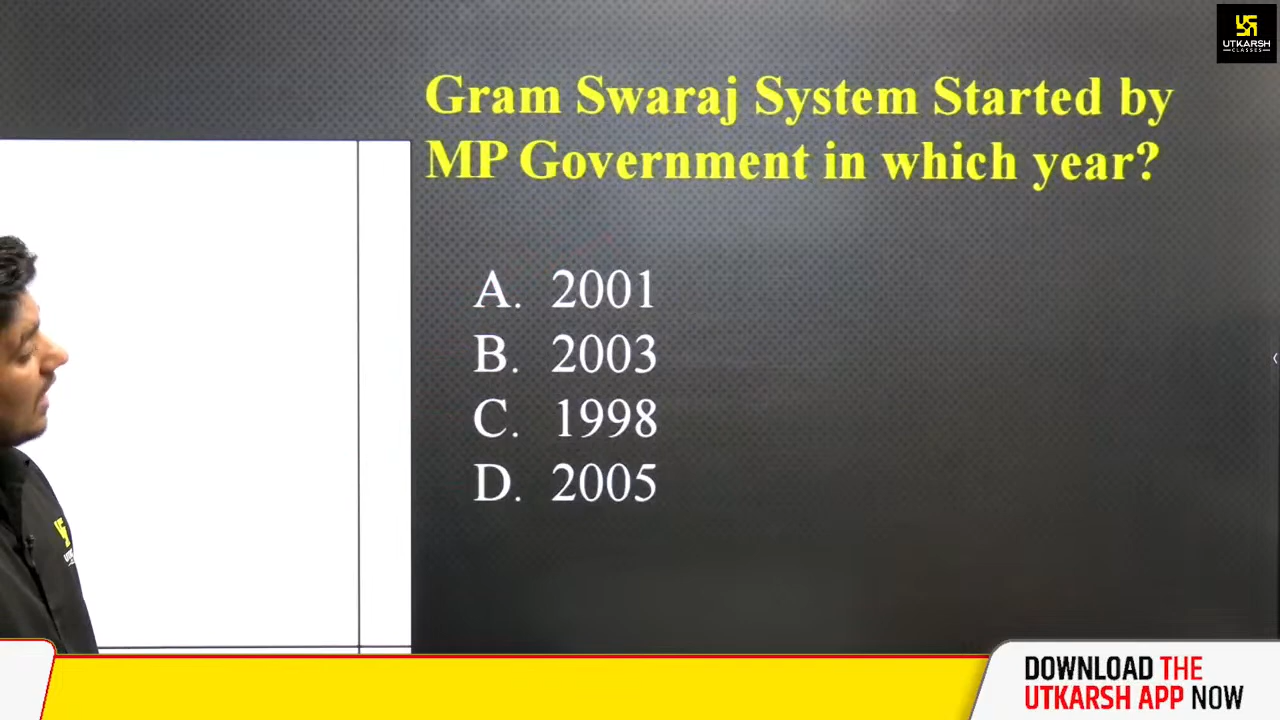 UTKARSH
CLASSES
Gram Swaraj System Started by
MP Government in which year?
A. 2001
B. 2003
C. 1998
D. 2005
DOWNLOAD THE
UTKARSH APP NOW